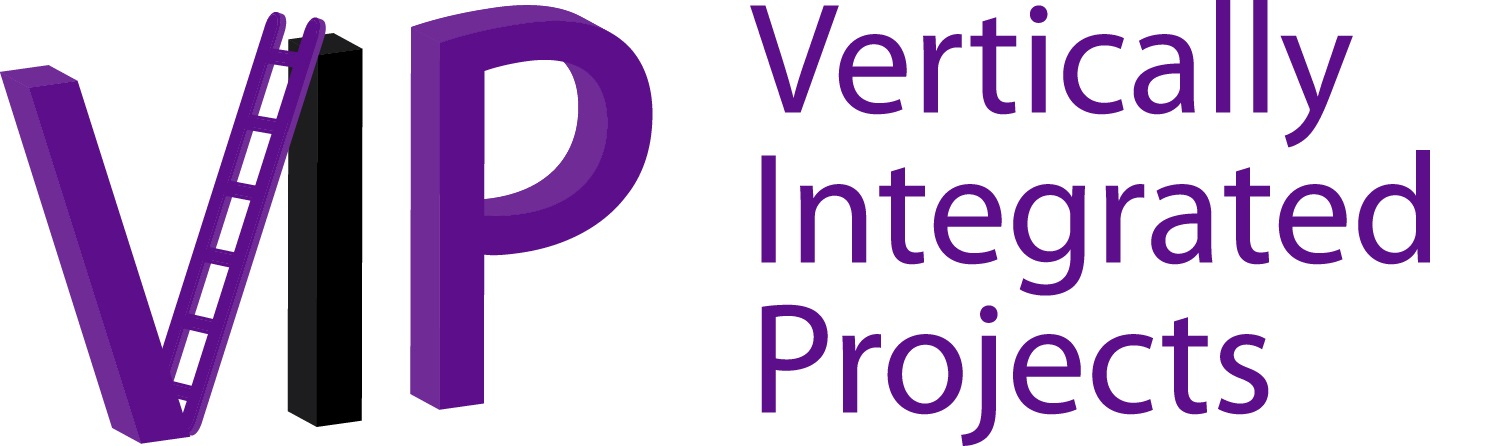 VIP
Vertically
Integrated
Projects